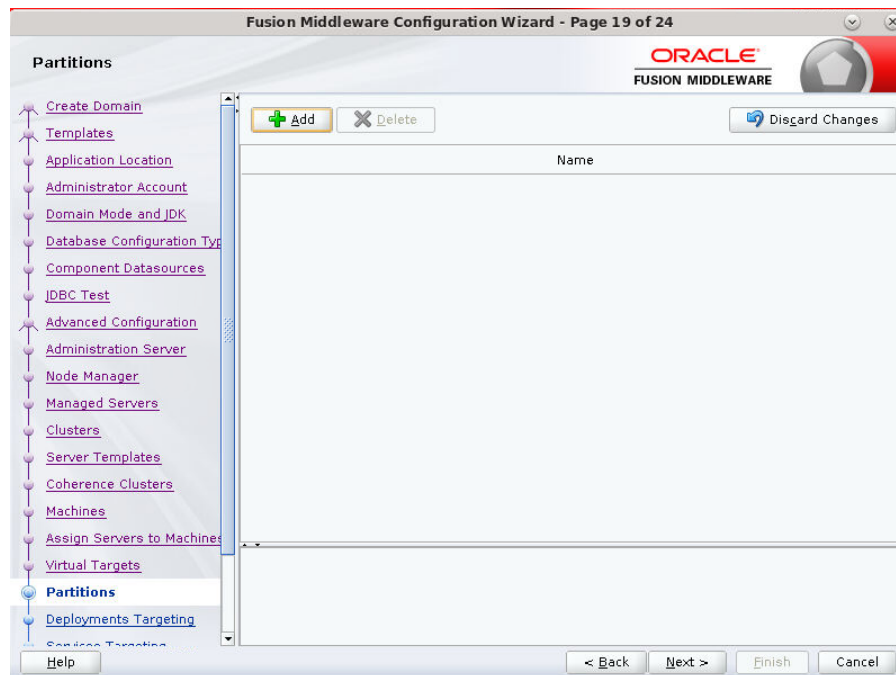 Fusion Middleware Configuration Wizard - Page 19 of 24
Partitions
ORACLE
FUSION MIDDLEWARE
Create Domain
Templates
Application Location
Administrator Account
Domain Mode and JDK
Database Configuration Typ
Component Datasources
JDBC Test
Advanced Configuration
Administration Server
Node Manager
Managed Servers
Clusters
Server Templates
Coherence Clusters
Machines
Assign Servers to Machines
Virtual Targets
Partitions
Deployments Targeting
Services Targeting
Add
Delete
Discard Changes
Name
Help
< Back
Next >
Finish
Cancel